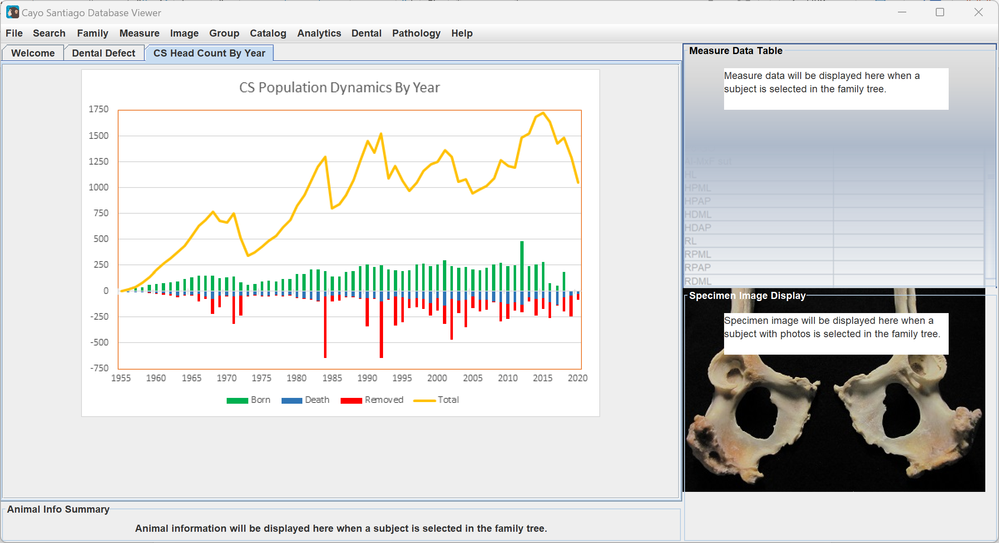 Cayo Santiago Database Viewer
File Search Family Measure Image Group Catalog Analytics Dental Pathology Help
Welcome Dental Defect CS Head Count By Year
CS Population Dynamics By Year
1750
1500
1250
1000
750
500
250
0
-250
-500
-750
1955 1960 1965 1970 1975 1980 1985 1990 1995 2000 2005 2010 2015 2020
Born Death Removed Total
Measure Data Table
Measure data will be displayed here when a
subject is selected in the family tree.
Al-MxF sut
HL
HPML
HPAP
HDML
HDAP
RL
RPML
RPAP
RDML
Specimen Image Display
Specimen image will be displayed here when a
subject with photos is selected in the family tree.
Animal Info Summary
Animal information will be displayed here when a subject is selected in the family tree.